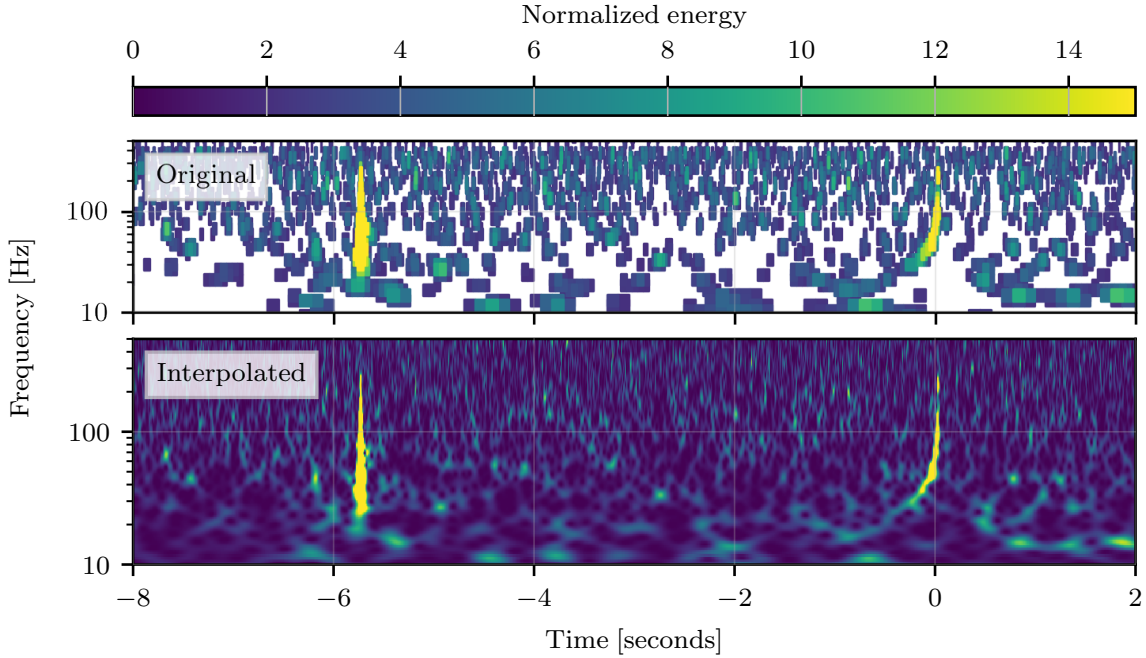 Normalized energy
0 2 4 6 8 10 12 14
Original
100
10
Frequency [Hz]
Interpolated
100
10
−8 −6 −4 −2 0 2
Time [seconds]